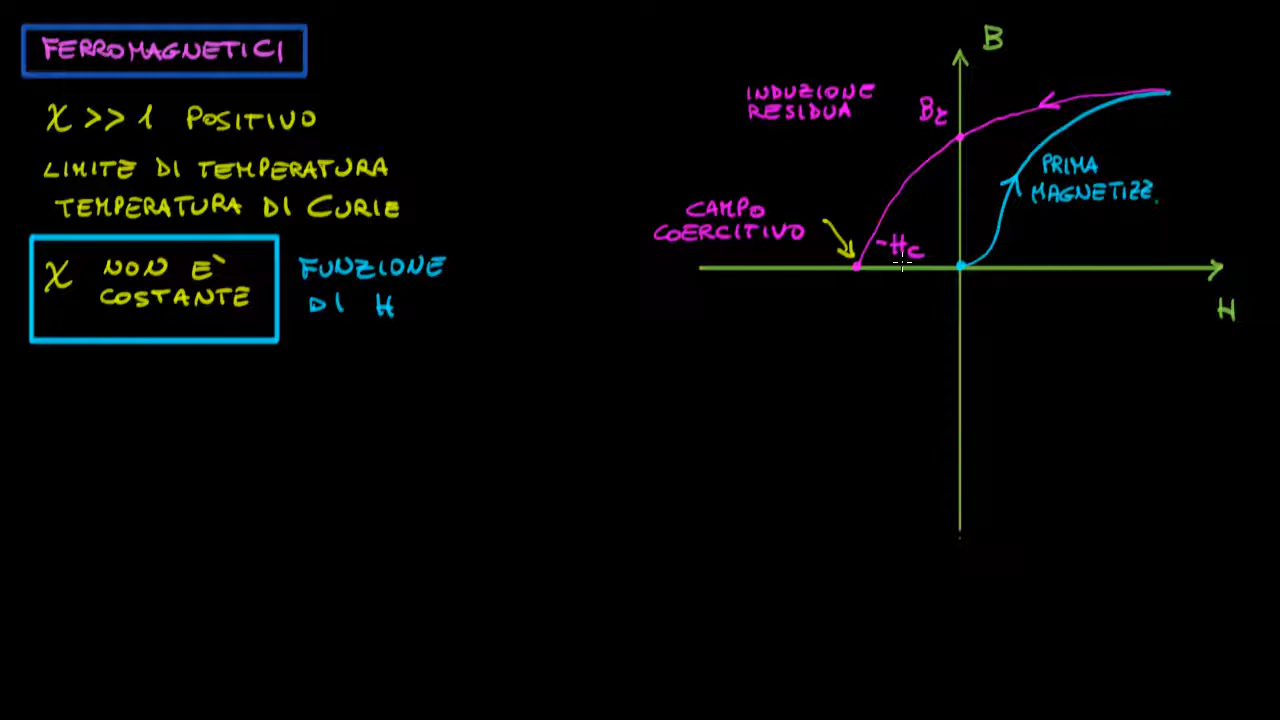 FERROMAGNETICI
χ >> 1 POSITIVO
LIMITE DI TEMPERATURA
TEMPERATURA DI CURIE
χ NON E`
COSTANTE
FUNZIONE
DI H
B
INDUZIONE
RESIDUA
Br
PRIMA
MAGNETIZZ.
CAMPO
COERCITIVO
-Hc
H